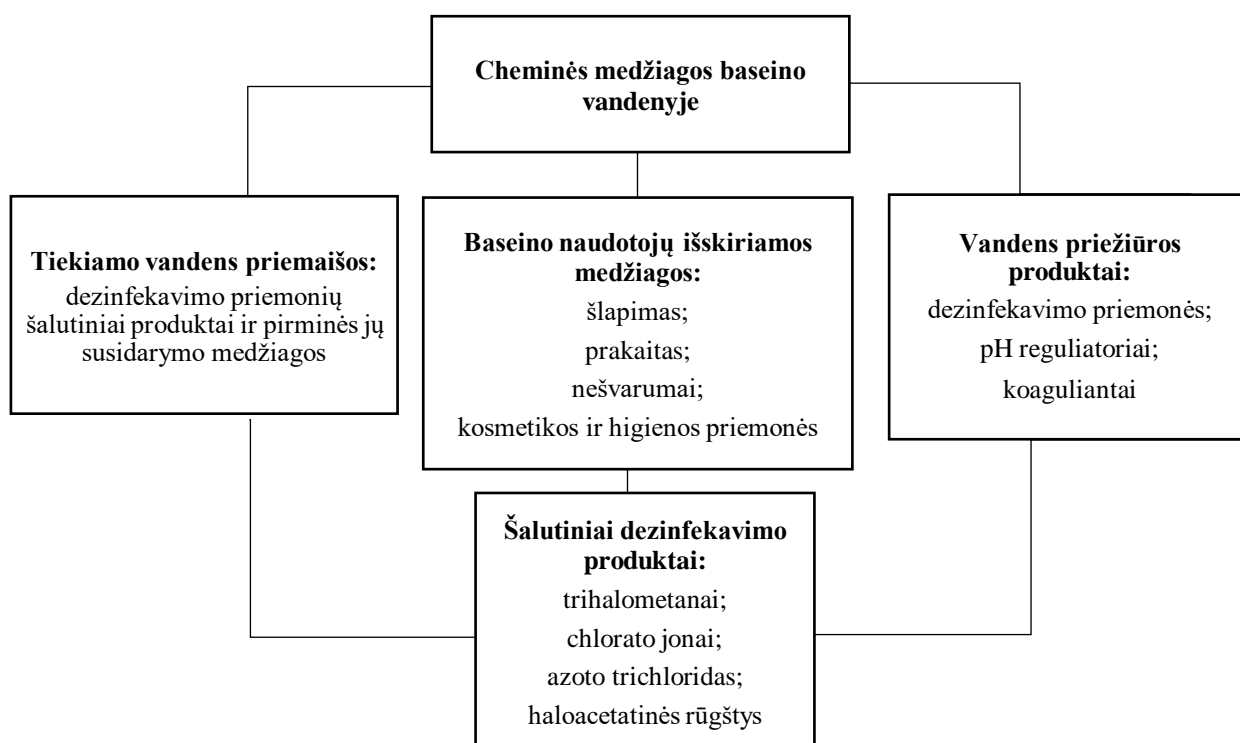 Cheminės medžiagos baseino
vandenyje
Tiekiamo vandens priemaišos:
dezinfekavimo priemonių
šalutiniai produktai ir pirminės jų
susidarymo medžiagos
Baseino naudotojų išskiriamos
medžiagos:
šlapimas;
prakaitas;
nešvarumai;
kosmetikos ir higienos priemonės
Vandens priežiūros
produktai:
dezinfekavimo priemonės;
pH reguliatoriai;
koaguliantai
Šalutiniai dezinfekavimo
produktai:
trihalometanai;
chlorato jonai;
azoto trichloridas;
haloacetatinės rūgštys